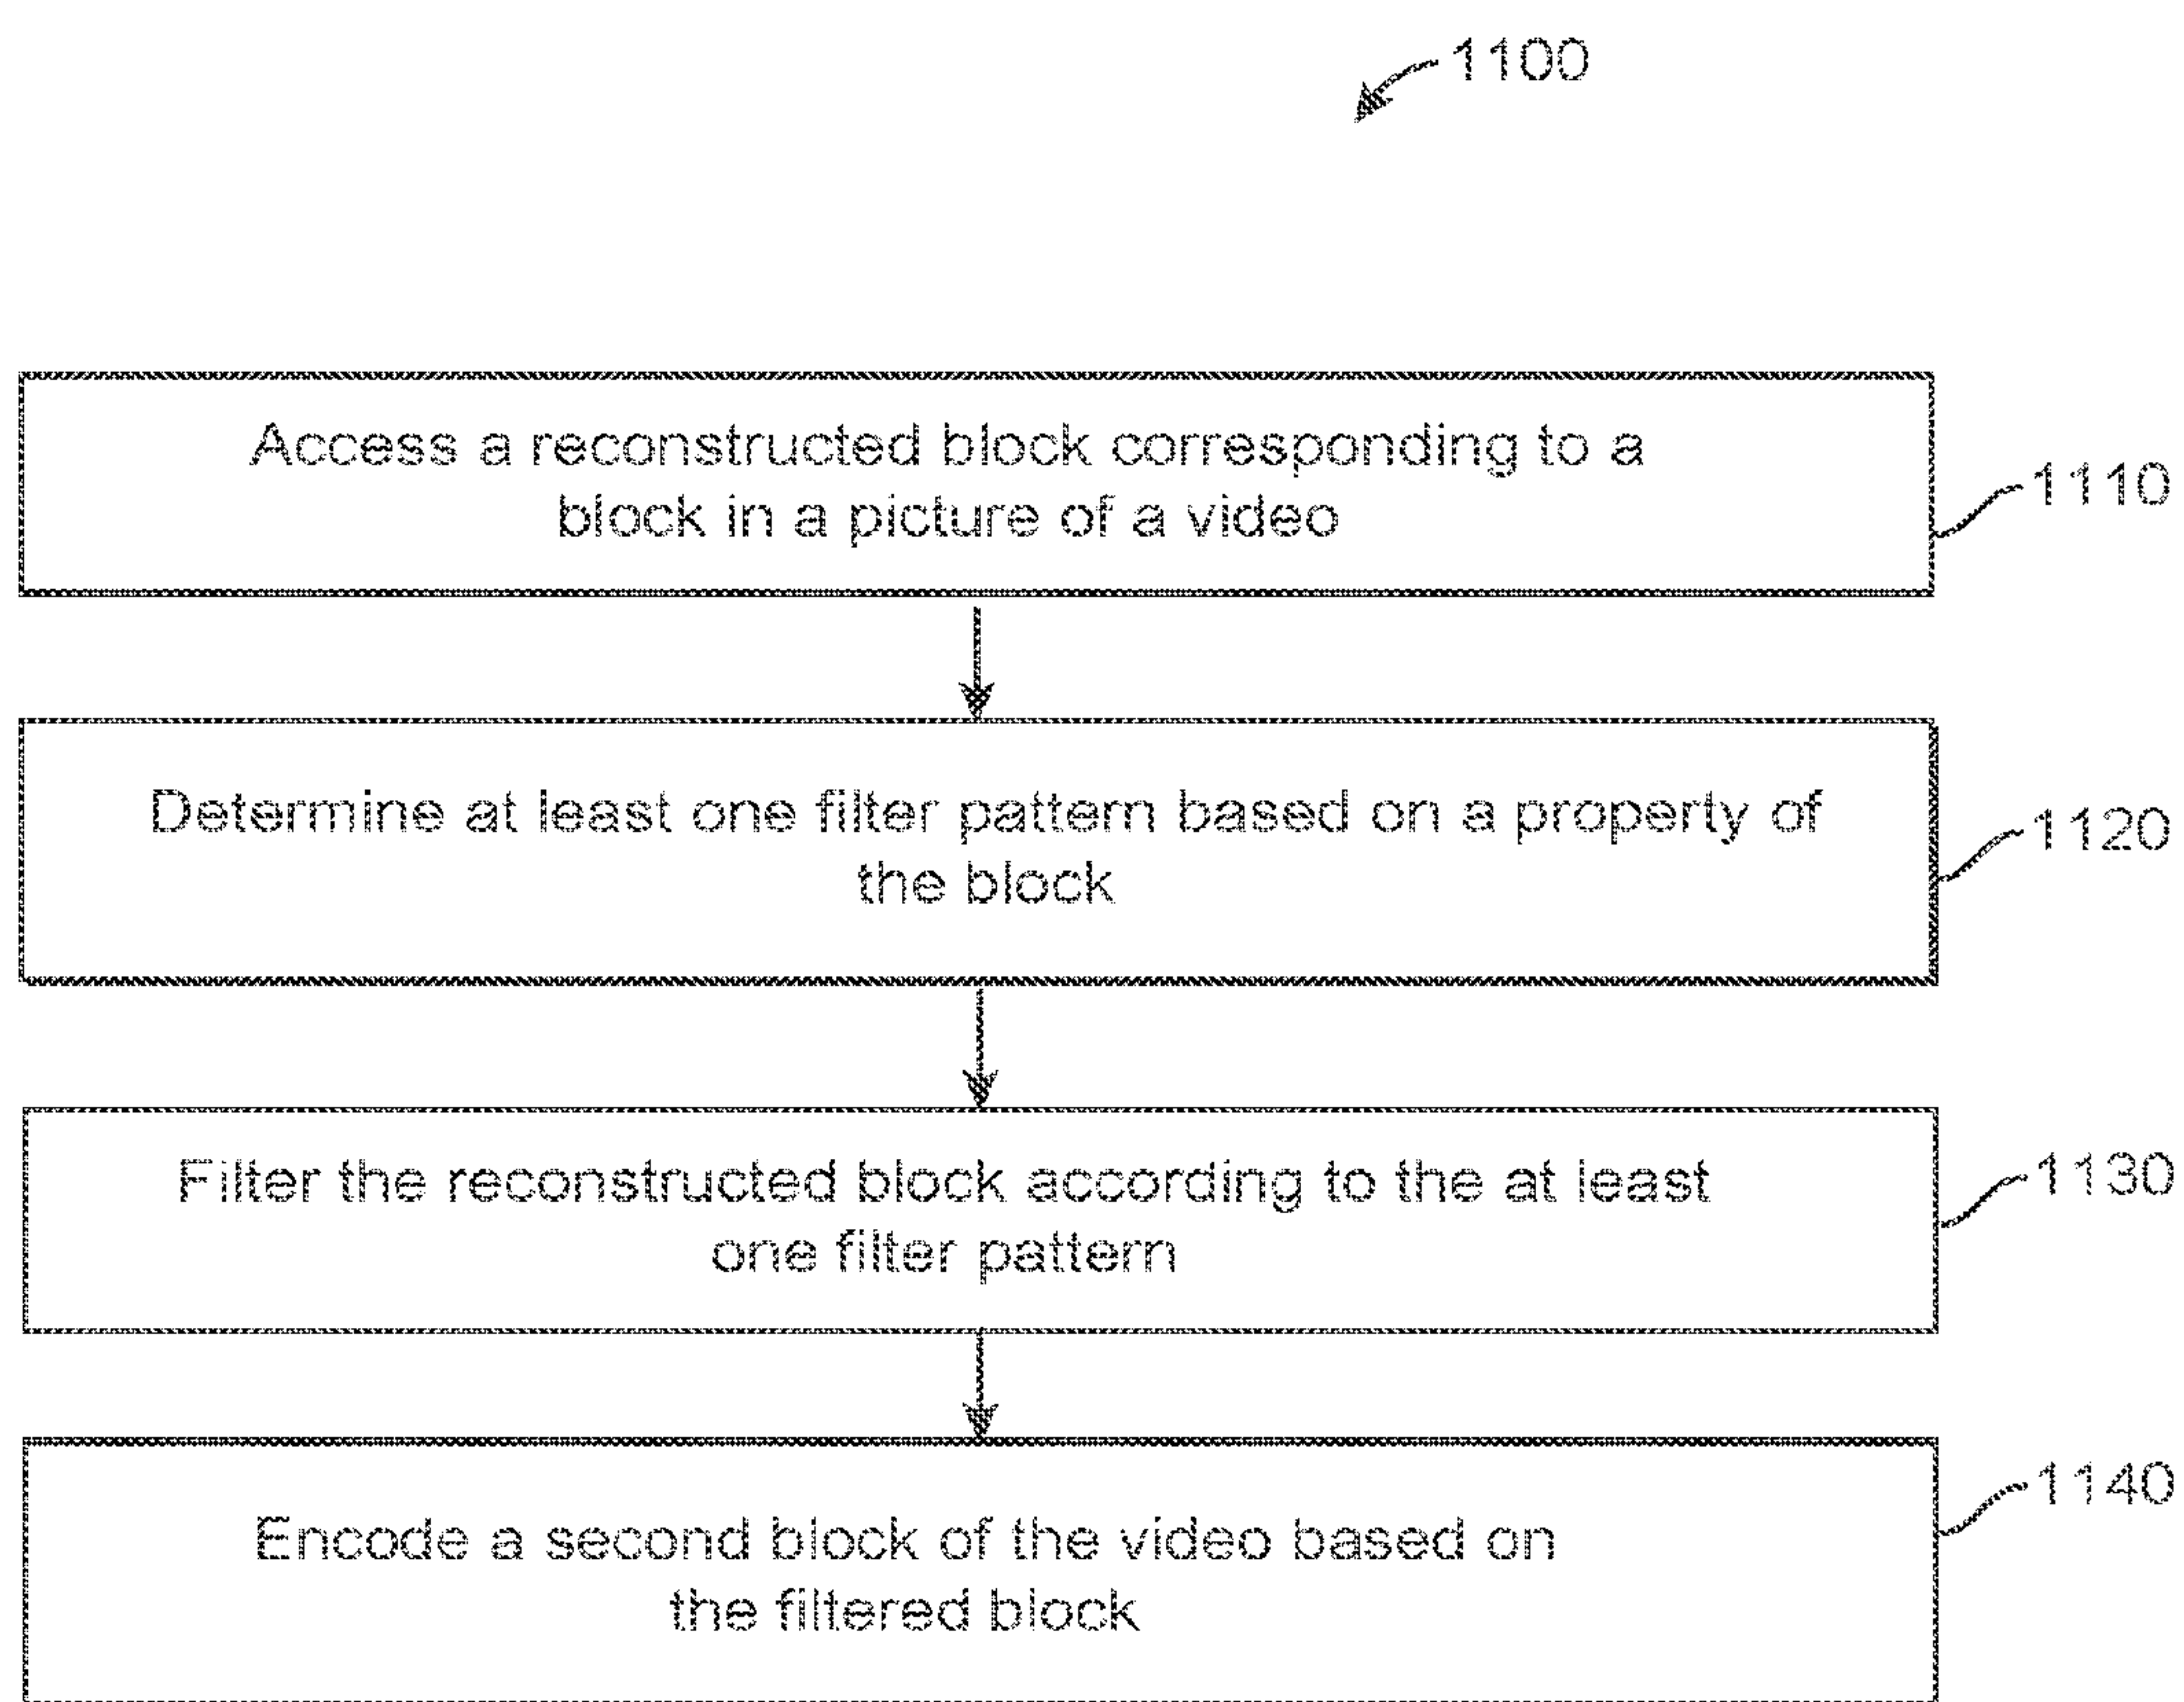 1100
Access a reconstructed block corresponding to a
block in a picture of a video
1110
Determine at least one filter pattern based on a property of
the block
1120
Filter the reconstructed block according to the at least
one filter pattern
1130
Encode a second block of the video based on
the filtered block
1140